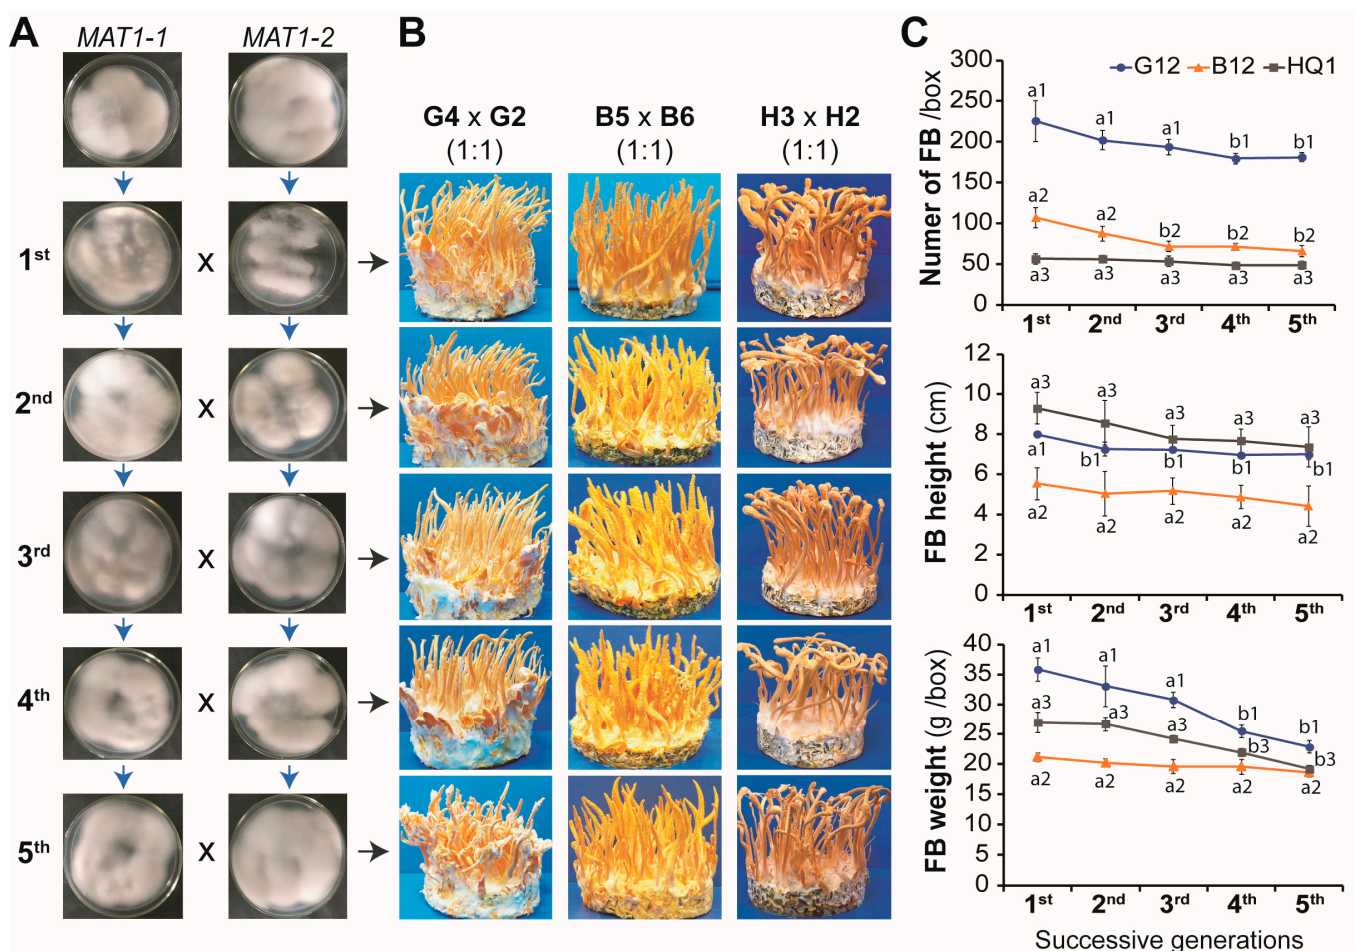 A
MAT1-1
MAT1-2
1st
X
2nd
X
3rd
X
4th
X
5th
X
B
G4 x G2
(1:1)
B5 x B6
(1:1)
H3 x H2
(1:1)
C
G12 B12 HQ1
Numer of FB /box
300
250
200
150
100
50
0
a1 a1 a1 b1 b1
a2 a2 b2 b2 b2
a3 a3 a3 a3 a3
1st 2nd 3rd 4th 5th
FB height (cm)
12
10
8
6
4
2
0
a3 a3 a3 a3 a3
a1 b1 b1 b1 b1
a2 a2 a2 a2 a2
1st 2nd 3rd 4th 5th
FB weight (g /box)
40
35
30
25
20
15
10
5
0
a1 a1 a1 b1 b1
a3 a3 a3 b3 b3
a2 a2 a2 a2 a2
1st 2nd 3rd 4th 5th
Successive generations